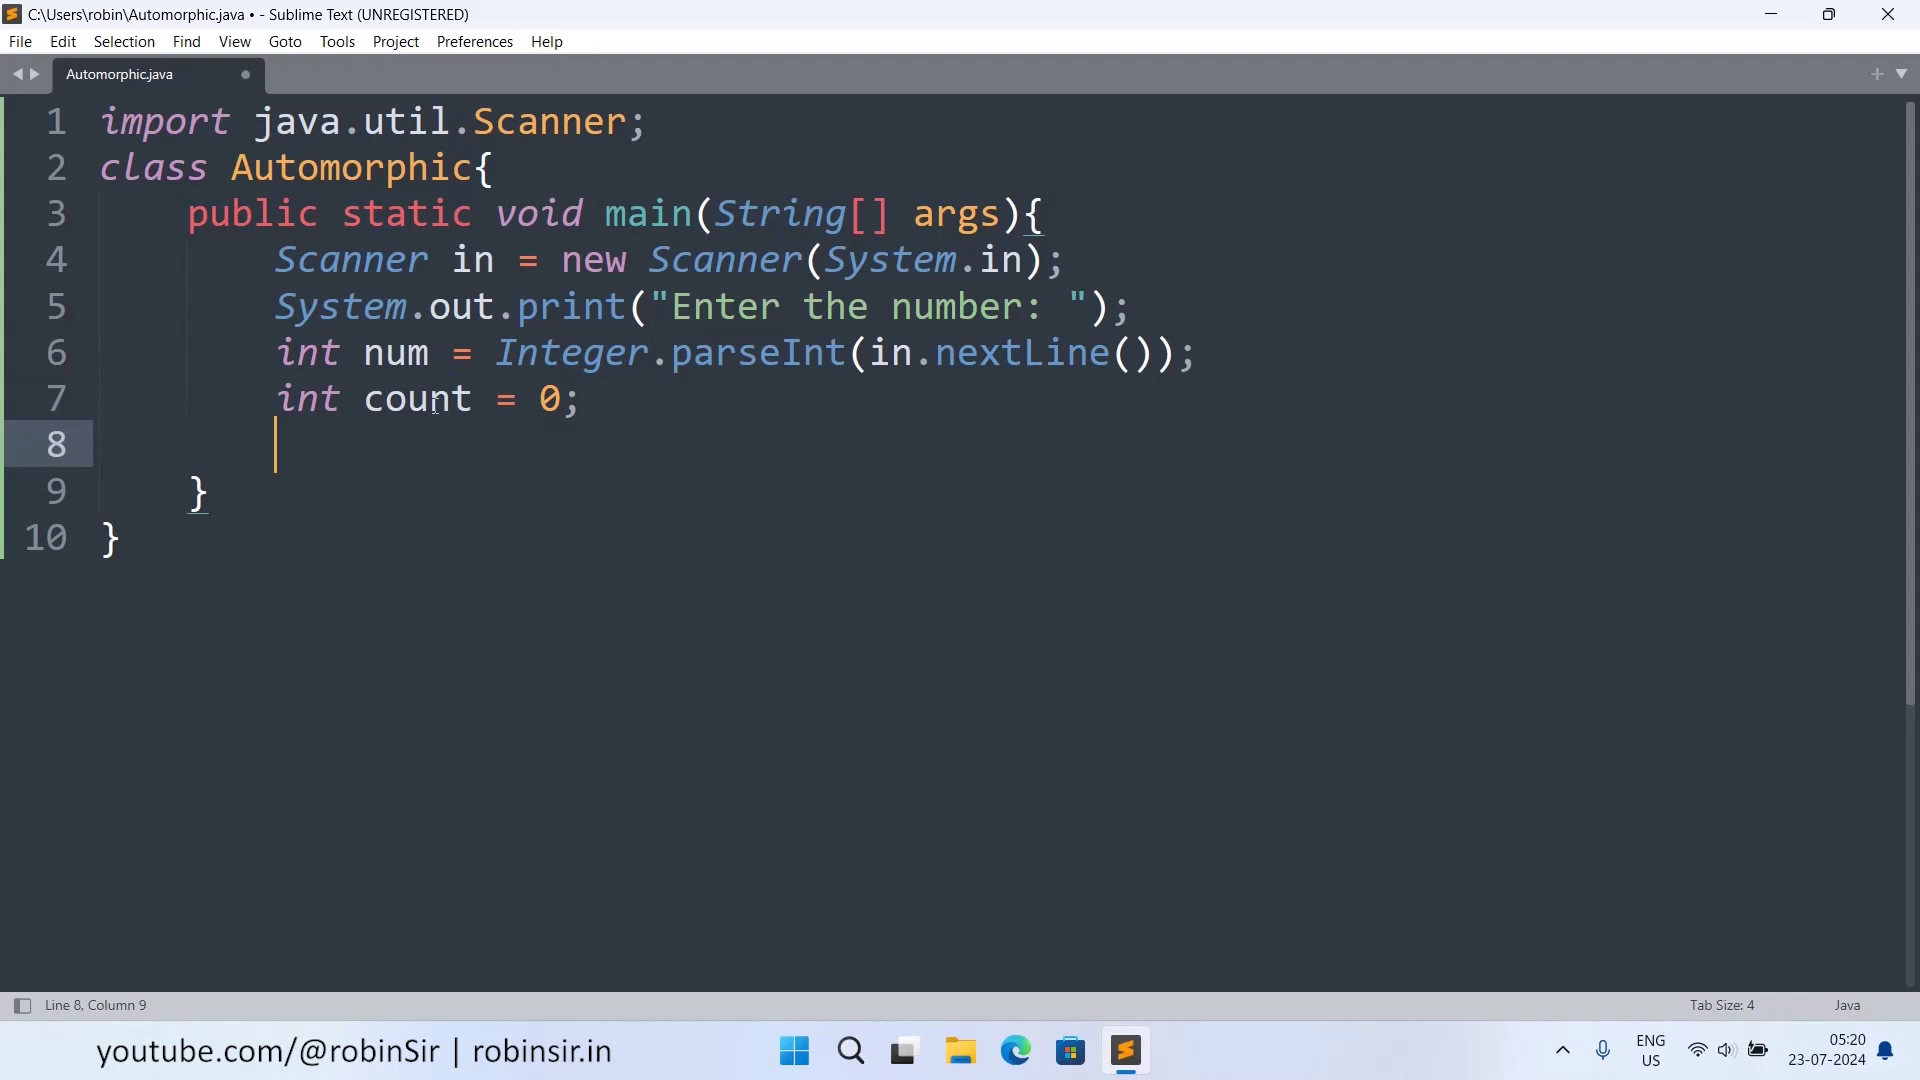 C:\Users\robin\Automorphic.java • - Sublime Text (UNREGISTERED)
File Edit Selection Find View Goto Tools Project Preferences Help
Automorphic.java
1 import java.util.Scanner;
2 class Automorphic{
3 public static void main(String[] args){
4 Scanner in = new Scanner(System.in);
5 System.out.print("Enter the number: ");
6 int num = Integer.parseInt(in.nextLine());
7 int count = 0;
8
9 }
10 }
Line 8, Column 9 Tab Size: 4 Java
youtube.com/@robinSir | robinsir.in
ENG
US
05:20
23-07-2024